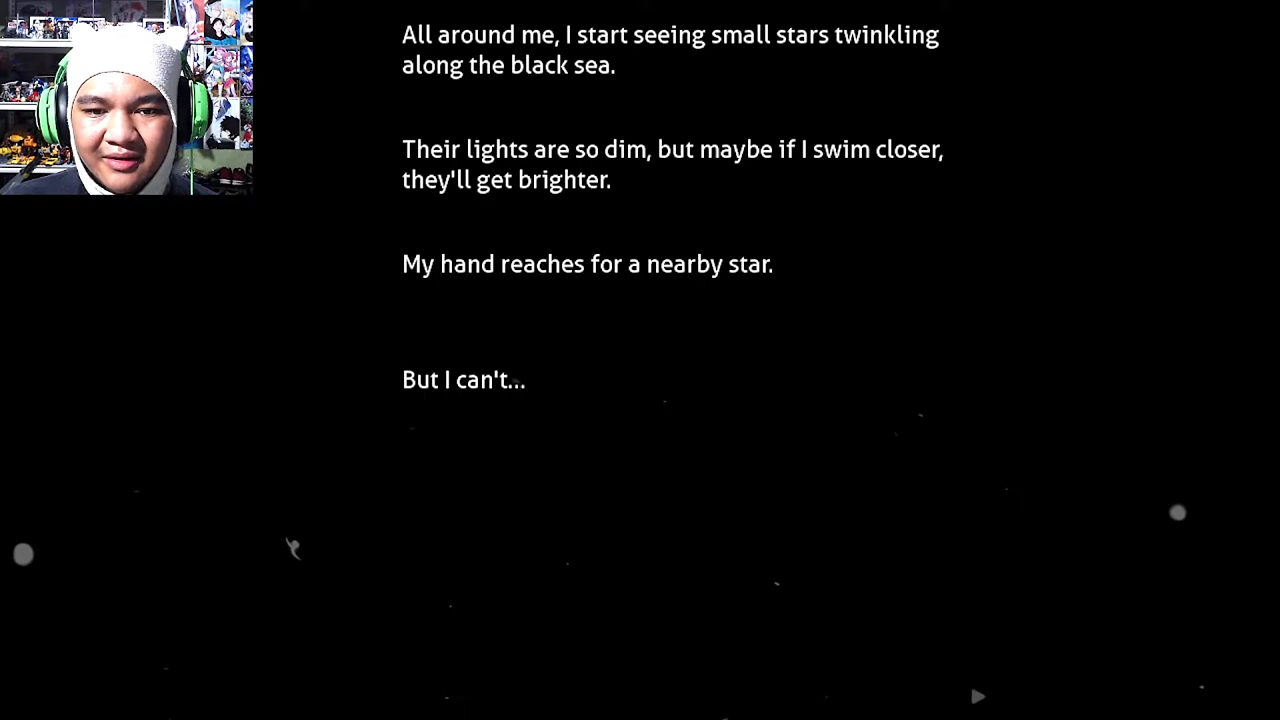 All around me, I start seeing small stars twinkling
along the black sea.
Their lights are so dim, but maybe if I swim closer,
they'll get brighter.
My hand reaches for a nearby star.
But I can't...